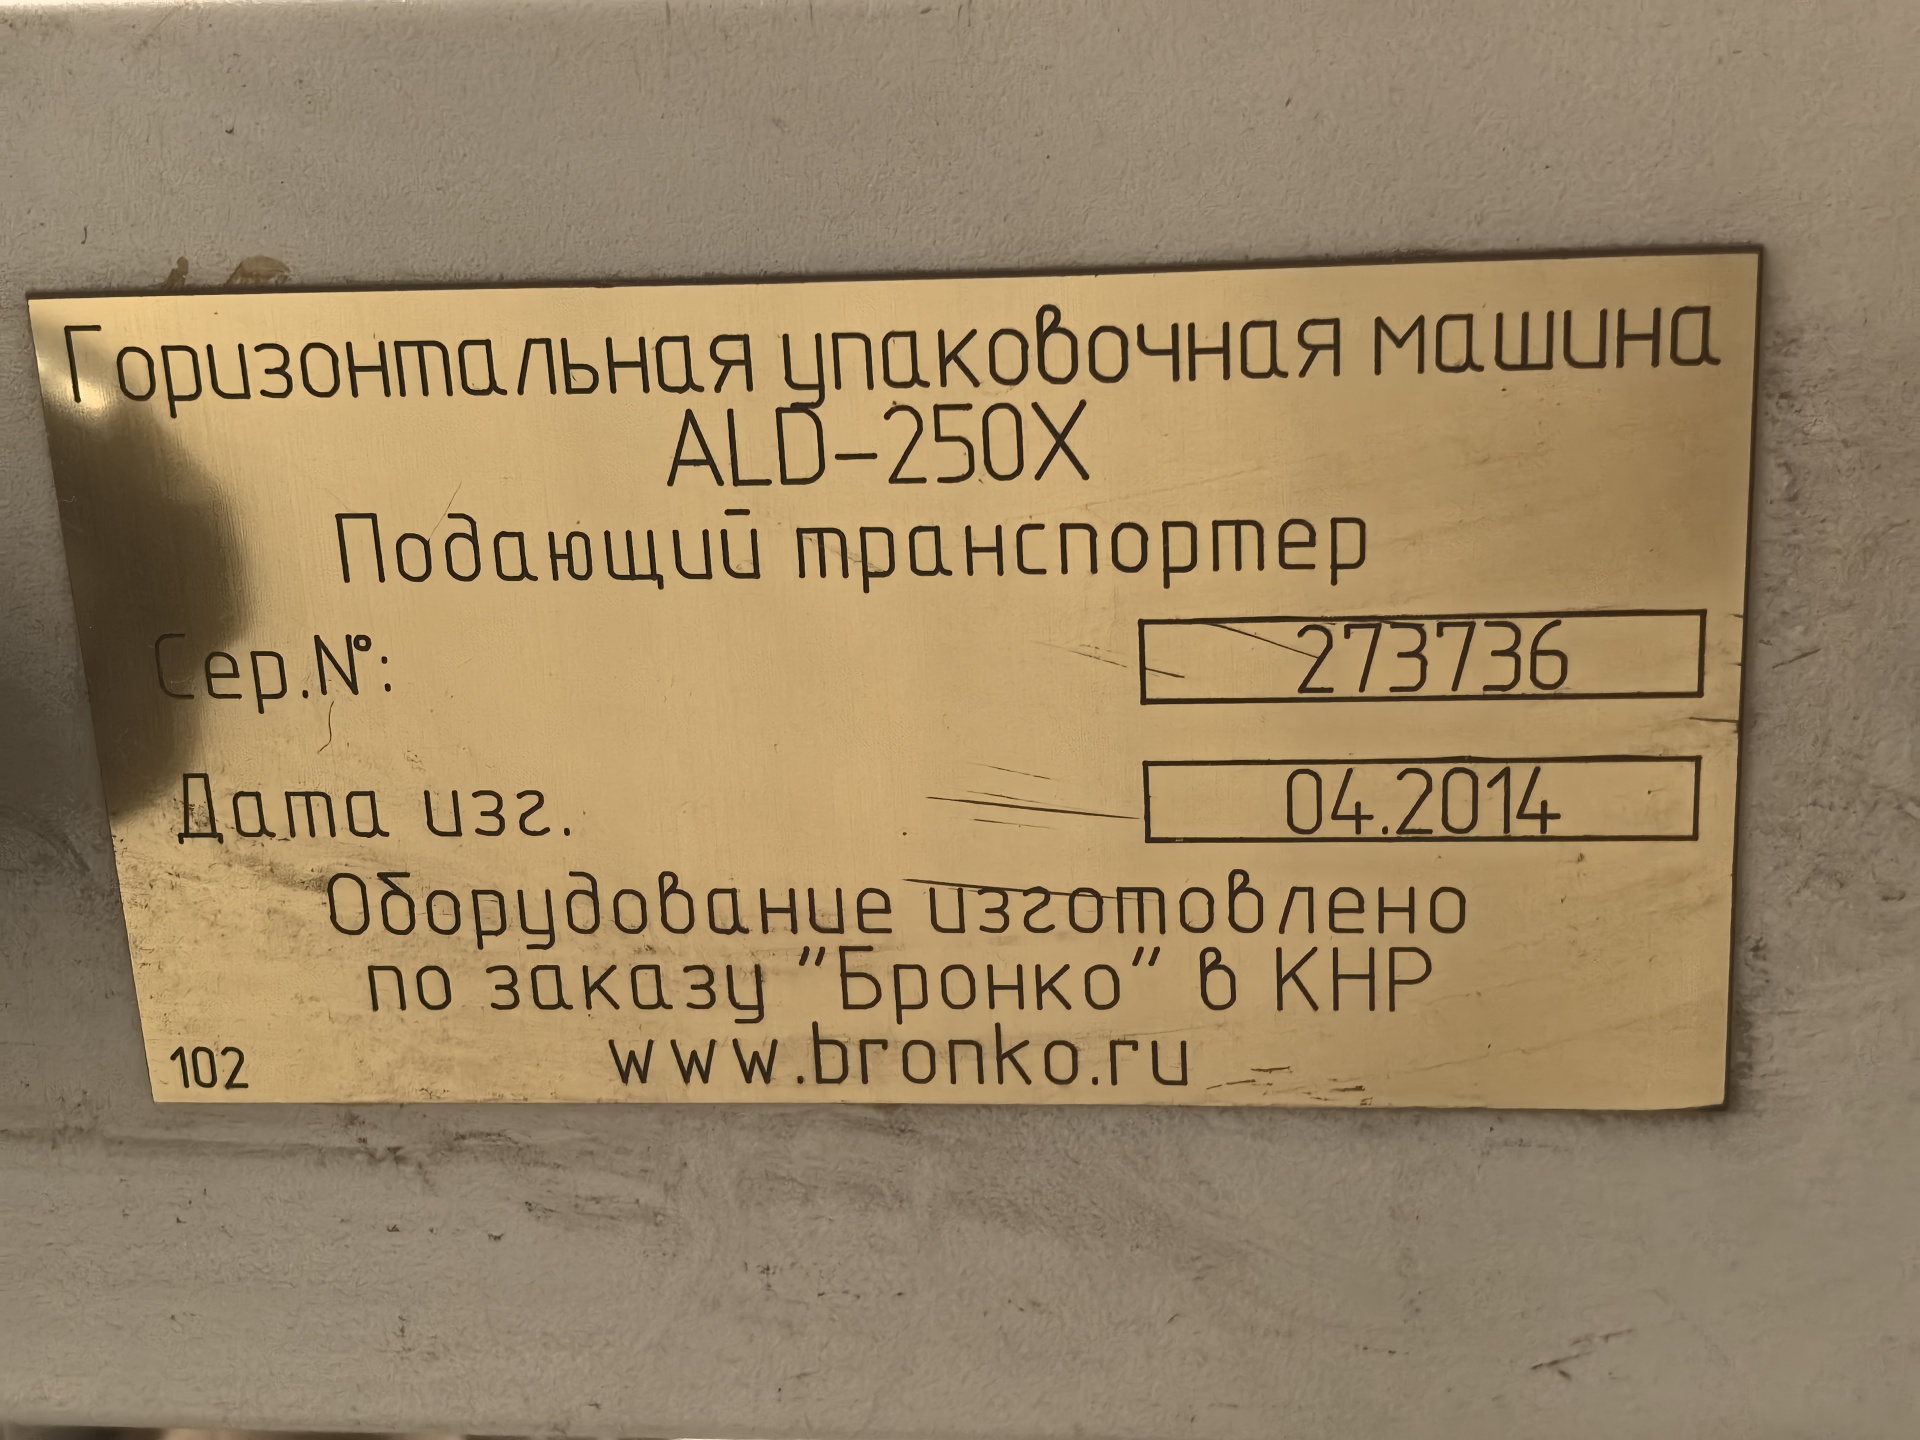 Горизонтальная упаковочная машина
ALD-250X
Подающий транспортер
Сер.№: 273736
Дата изг. 04.2014
Оборудование изготовлено
по заказу "Бронко" в КНР
www.bronko.ru
102